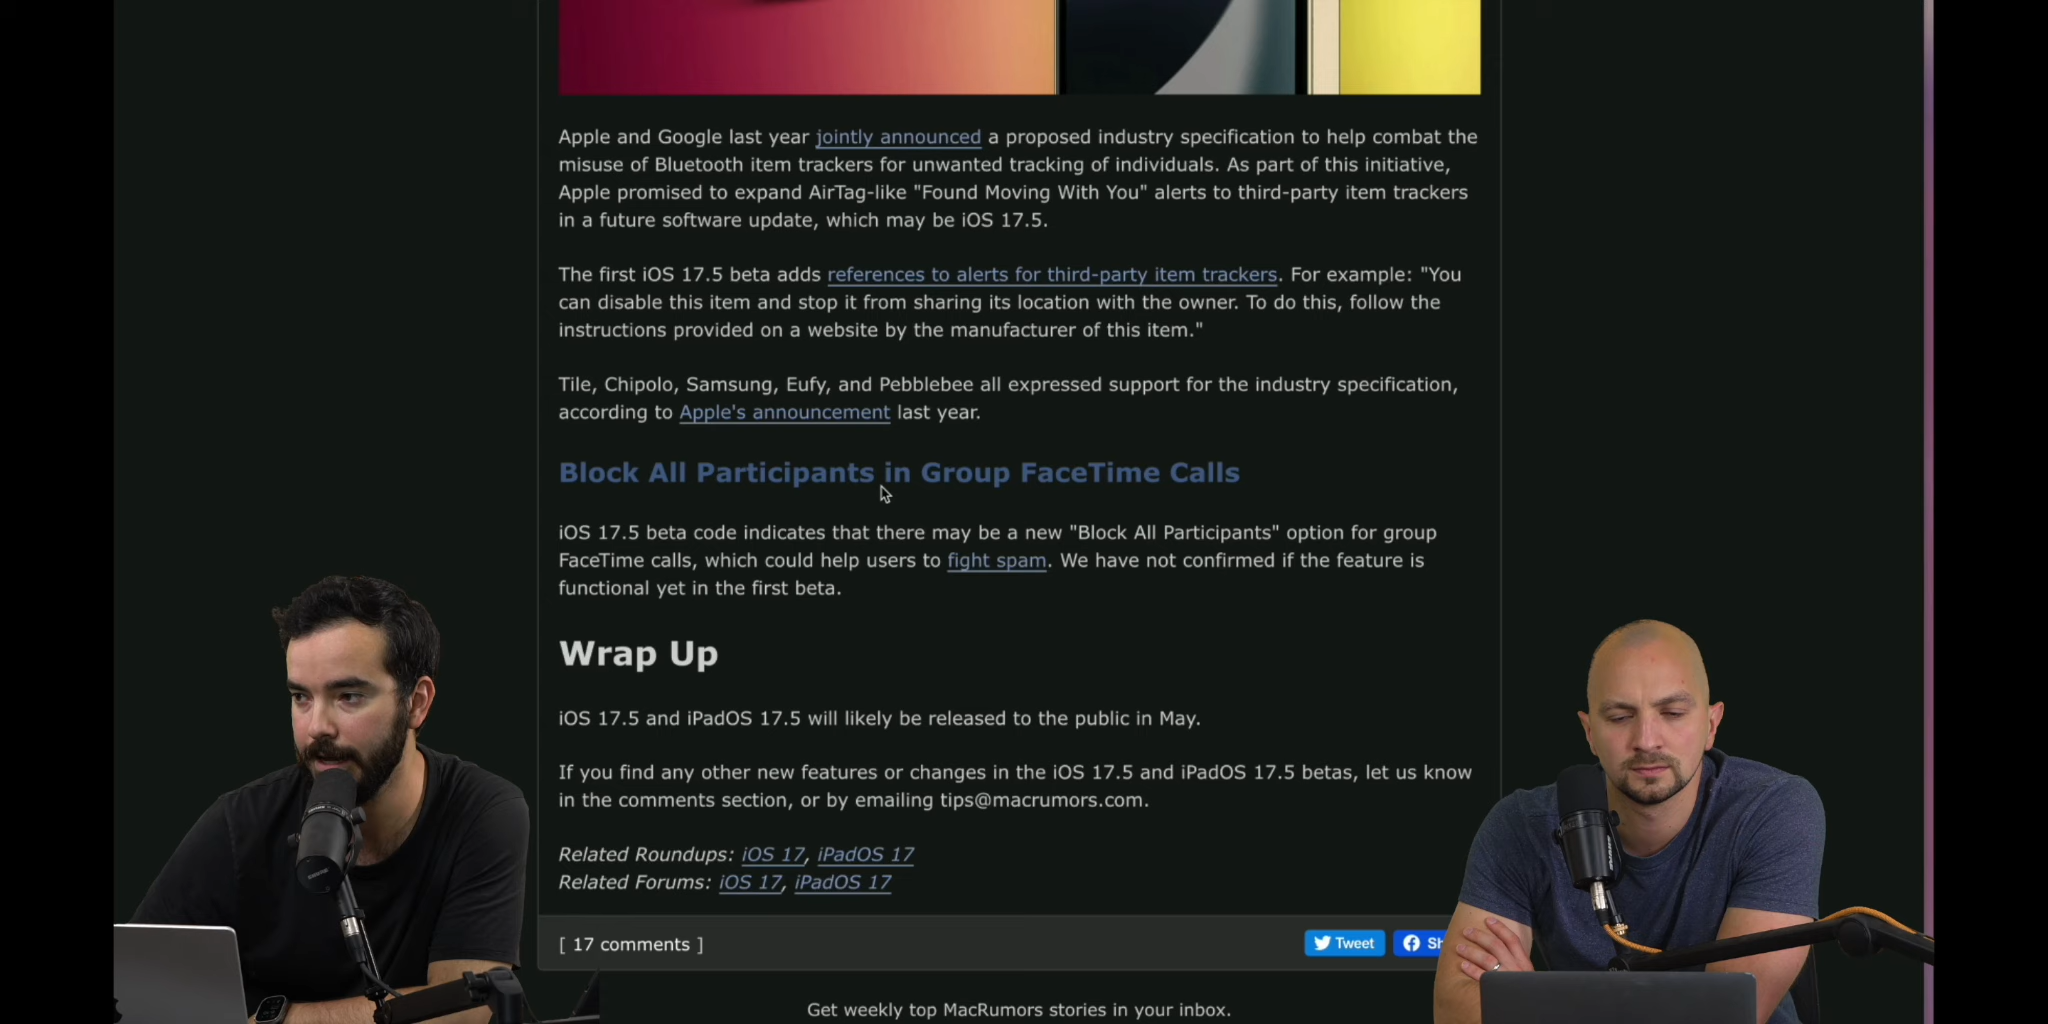 Apple and Google last year jointly announced a proposed industry specification to help combat the
misuse of Bluetooth item trackers for unwanted tracking of individuals. As part of this initiative,
Apple promised to expand AirTag-like "Found Moving With You" alerts to third-party item trackers
in a future software update, which may be iOS 17.5.
The first iOS 17.5 beta adds references to alerts for third-party item trackers. For example: "You
can disable this item and stop it from sharing its location with the owner. To do this, follow the
instructions provided on a website by the manufacturer of this item."
Tile, Chipolo, Samsung, Eufy, and Pebblebee all expressed support for the industry specification,
according to Apple's announcement last year.
Block All Participants in Group FaceTime Calls
iOS 17.5 beta code indicates that there may be a new "Block All Participants" option for group
FaceTime calls, which could help users to fight spam. We have not confirmed if the feature is
functional yet in the first beta.
Wrap Up
iOS 17.5 and iPadOS 17.5 will likely be released to the public in May.
If you find any other new features or changes in the iOS 17.5 and iPadOS 17.5 betas, let us know
in the comments section, or by emailing tips@macrumors.com.
Related Roundups: iOS 17, iPadOS 17
Related Forums: iOS 17, iPadOS 17
[ 17 comments ]
Tweet
Get weekly top MacRumors stories in your inbox.